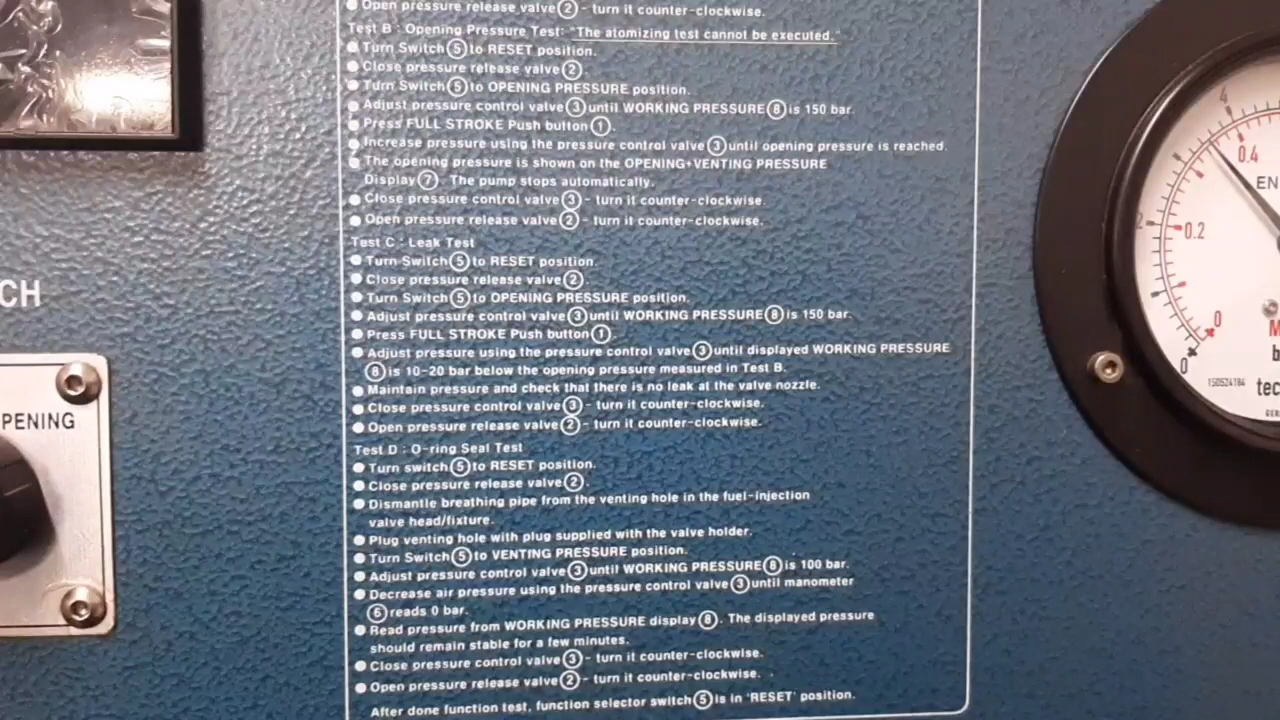 ● Open pressure release valve ② - turn it counter-clockwise.
Test B : Opening Pressure Test: "The atomizing test cannot be executed."
● Turn Switch ⑤ to RESET position.
● Close pressure release valve ②.
● Turn Switch ⑤ to OPENING PRESSURE position.
● Adjust pressure control valve ③ until WORKING PRESSURE ⑧ is 150 bar.
● Press FULL STROKE Push button ①.
● Increase pressure using the pressure control valve ③ until opening pressure is reached.
● The opening pressure is shown on the OPENING+VENTING PRESSURE
Display ⑦. The pump stops automatically.
● Close pressure control valve ③ - turn it counter-clockwise.
● Open pressure release valve ② - turn it counter-clockwise.
Test C : Leak Test
● Turn Switch ⑤ to RESET position.
● Close pressure release valve ②.
● Turn Switch ⑤ to OPENING PRESSURE position.
● Adjust pressure control valve ③ until WORKING PRESSURE ⑧ is 150 bar.
● Press FULL STROKE Push button ①.
● Adjust pressure using the pressure control valve ③ until displayed WORKING PRESSURE
⑧ is 10-20 bar below the opening pressure measured in Test B.
● Maintain pressure and check that there is no leak at the valve nozzle.
● Close pressure control valve ③ - turn it counter-clockwise.
● Open pressure release valve ② - turn it counter-clockwise.
Test D : O-ring Seal Test
● Turn switch ⑤ to RESET position.
● Close pressure release valve ②.
● Dismantle breathing pipe from the venting hole in the fuel-injection
valve head/fixture.
● Plug venting hole with plug supplied with the valve holder.
● Turn Switch ⑤ to VENTING PRESSURE position.
● Adjust pressure control valve ③ until WORKING PRESSURE ⑧ is 100 bar.
● Decrease air pressure using the pressure control valve ③ until manometer
⑥ reads 0 bar.
● Read pressure from WORKING PRESSURE display ⑧. The displayed pressure
should remain stable for a few minutes.
● Close pressure control valve ③ - turn it counter-clockwise.
● Open pressure release valve ② - turn it counter-clockwise.
After done function test, function selector switch ⑤ is in 'RESET' position.
CH
PENING
4
0.4
EN
2
0.2
0
0
M
b
tec